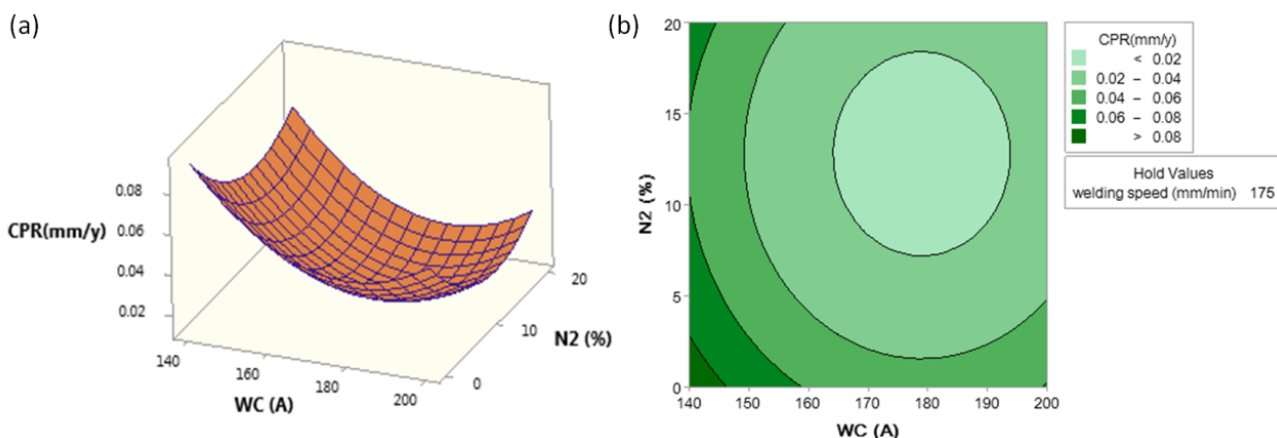 (a)
0.08
0.06
0.04
0.02
CPR(mm/y)
140
160
180
200
WC (A)
0
10
20
N2 (%)
(b)
20
15
10
5
0
N2 (%)
140 150 160 170 180 190 200
WC (A)
CPR(mm/y)
< 0.02
0.02 – 0.04
0.04 – 0.06
0.06 – 0.08
> 0.08
Hold Values
welding speed (mm/min) 175